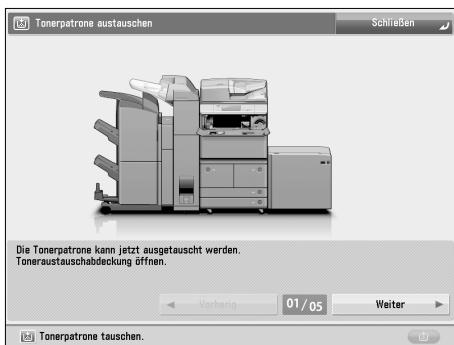 Tonerpatrone austauschen
Schließen
Die Tonerpatrone kann jetzt ausgetauscht werden.
Toneraustauschabdeckung öffnen.
Vorherig
01/05
Weiter
Tonerpatrone tauschen.